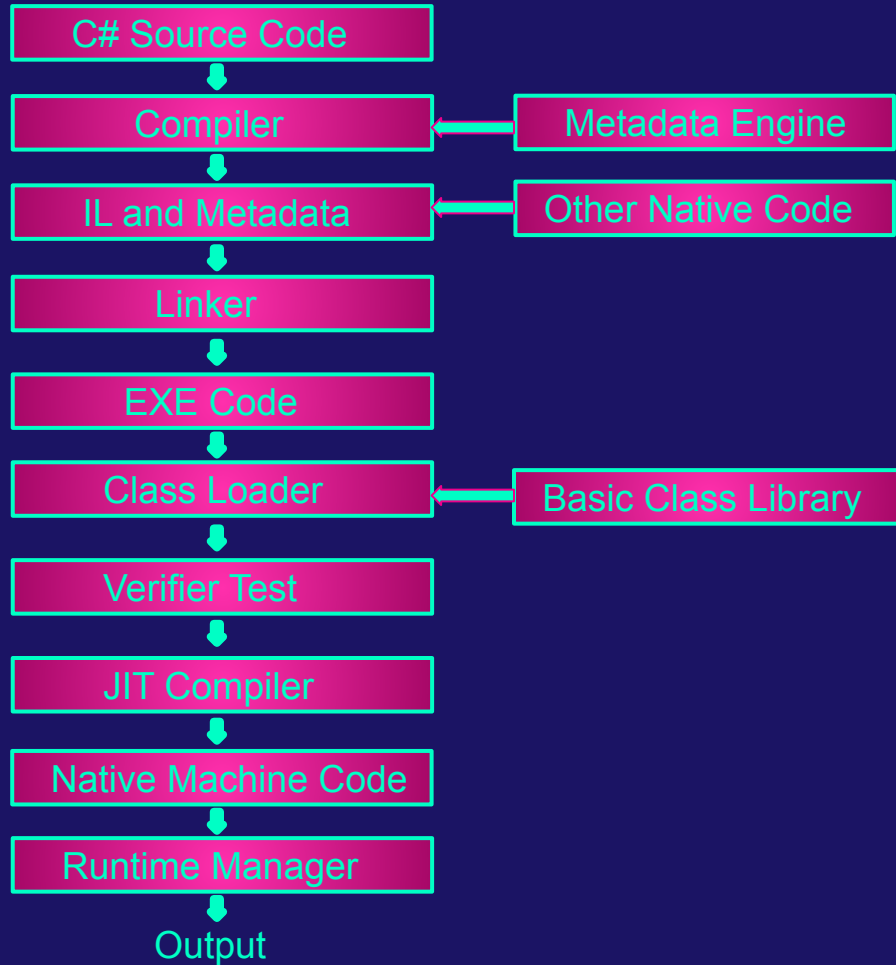 C# Source Code
Compiler
Metadata Engine
IL and Metadata
Other Native Code
Linker
EXE Code
Class Loader
Basic Class Library
Verifier Test
JIT Compiler
Native Machine Code
Runtime Manager
Output